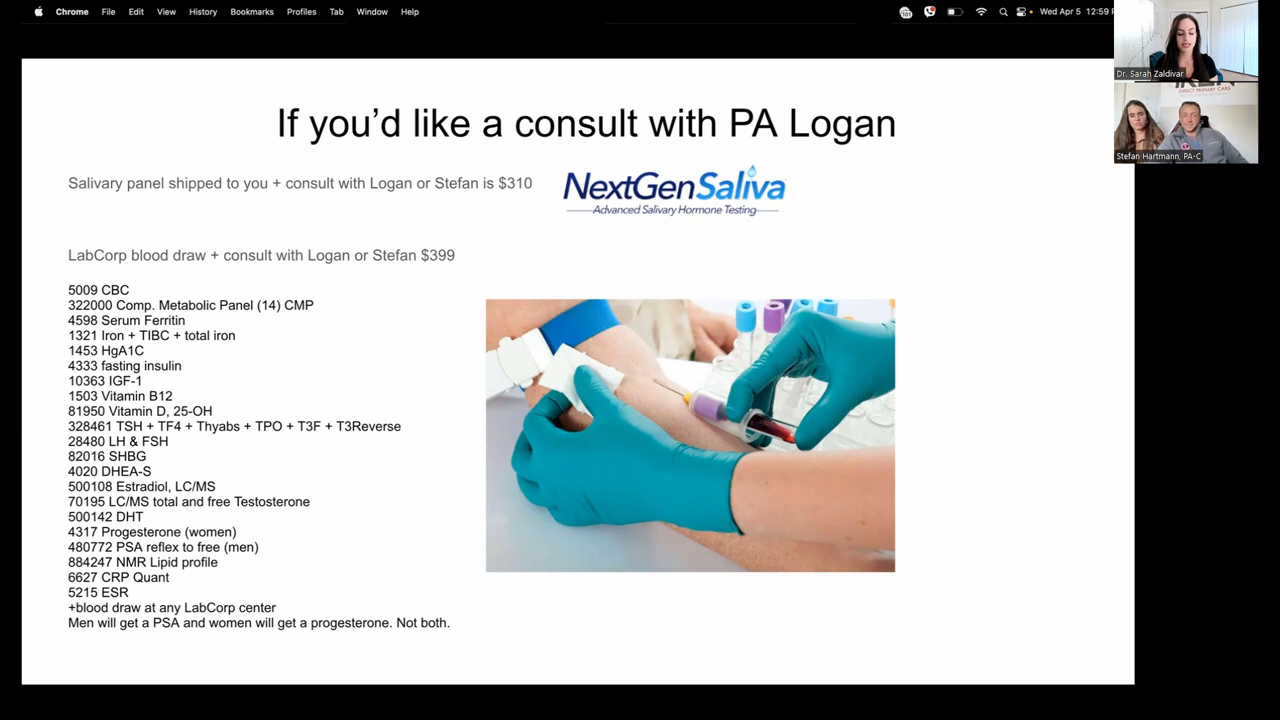 Chrome File Edit View History Bookmarks Profiles Tab Window Help
101
Wed Apr 5 12:59
Dr. Sarah Zaldivar
DIRECT PRIMARY CARE
Stefan Hartmann, PA-C
If you’d like a consult with PA Logan
Salivary panel shipped to you + consult with Logan or Stefan is $310
NextGenSaliva
Advanced Salivary Hormone Testing
LabCorp blood draw + consult with Logan or Stefan $399
5009 CBC
322000 Comp. Metabolic Panel (14) CMP
4598 Serum Ferritin
1321 Iron + TIBC + total iron
1453 HgA1C
4333 fasting insulin
10363 IGF-1
1503 Vitamin B12
81950 Vitamin D, 25-OH
328461 TSH + TF4 + Thyabs + TPO + T3F + T3Reverse
28480 LH & FSH
82016 SHBG
4020 DHEA-S
500108 Estradiol, LC/MS
70195 LC/MS total and free Testosterone
500142 DHT
4317 Progesterone (women)
480772 PSA reflex to free (men)
884247 NMR Lipid profile
6627 CRP Quant
5215 ESR
+blood draw at any LabCorp center
Men will get a PSA and women will get a progesterone. Not both.